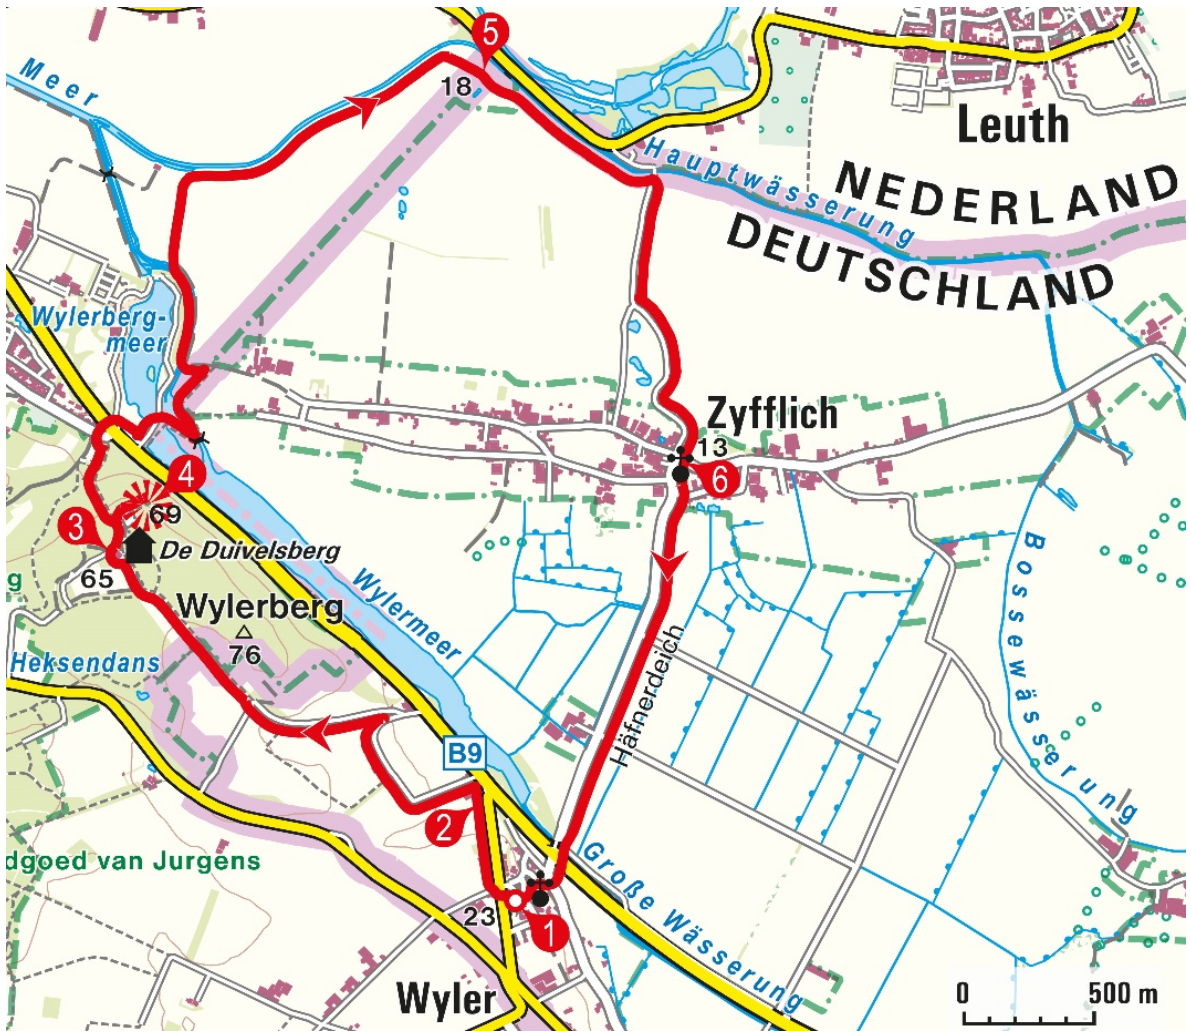 Meer
5
18
Leuth
Hauptwässerung
NEDERLAND
DEUTSCHLAND
Wylerberg-
meer
Zyfflich
13
6
4
69
3
De Duivelsberg
65
Wylerberg
76
Wylermeer
Heksendans
Bossewässerung
Häfnerdeich
B9
2
dgoed van Jurgens
Große Wässerung
23
1
Wyler
0 500 m
g